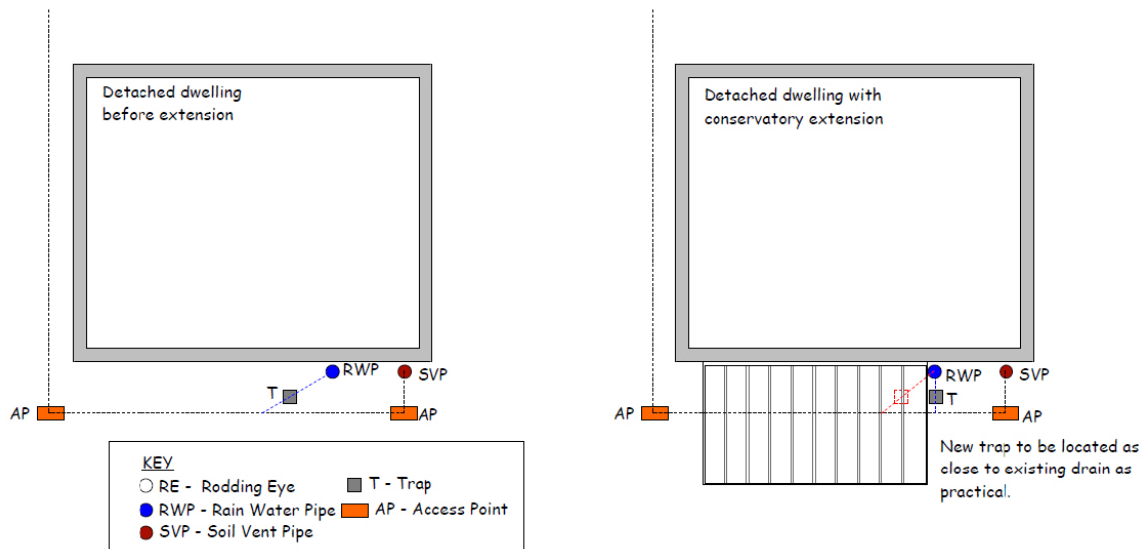 Detached dwelling
before extension
RWP
SVP
T
AP
AP
KEY
RE - Rodding Eye
T - Trap
RWP - Rain Water Pipe
AP - Access Point
SVP - Soil Vent Pipe
Detached dwelling with
conservatory extension
RWP
SVP
T
AP
AP
New trap to be located as
close to existing drain as
practical.